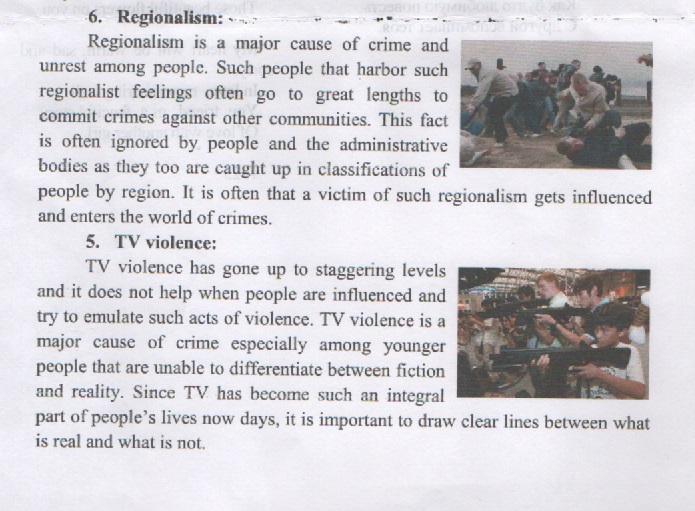 6. Regionalism:
Regionalism is a major cause of crime and
unrest among people. Such people that harbor such
regionalist feelings often go to great lengths to
commit crimes against other communities. This fact
is often ignored by people and the administrative
bodies as they too are caught up in classifications of
people by region. It is often that a victim of such regionalism gets influenced
and enters the world of crimes.
5. TV violence:
TV violence has gone up to staggering levels
and it does not help when people are influenced and
try to emulate such acts of violence. TV violence is a
major cause of crime especially among younger
people that are unable to differentiate between fiction
and reality. Since TV has become such an integral
part of people's lives now days, it is important to draw clear lines between what
is real and what is not.